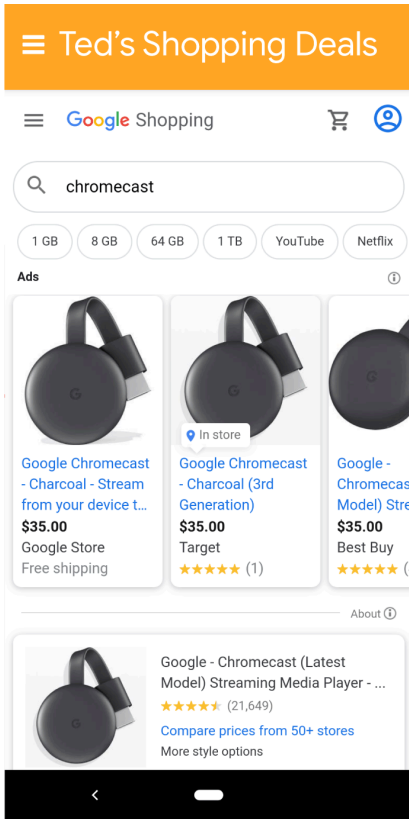 Ted's Shopping Deals
Google Shopping
chromecast
1 GB
8 GB
64 GB
1 TB
YouTube
Netflix
Ads
In store
Google Chromecast
- Charcoal - Stream
from your device t...
$35.00
Google Store
Free shipping
Google Chromecast
- Charcoal (3rd
Generation)
$35.00
Target
(1)
Google -
Chromecas
Model) Stre
$35.00
Best Buy
(
About
Google - Chromecast (Latest
Model) Streaming Media Player - ...
(21,649)
Compare prices from 50+ stores
More style options